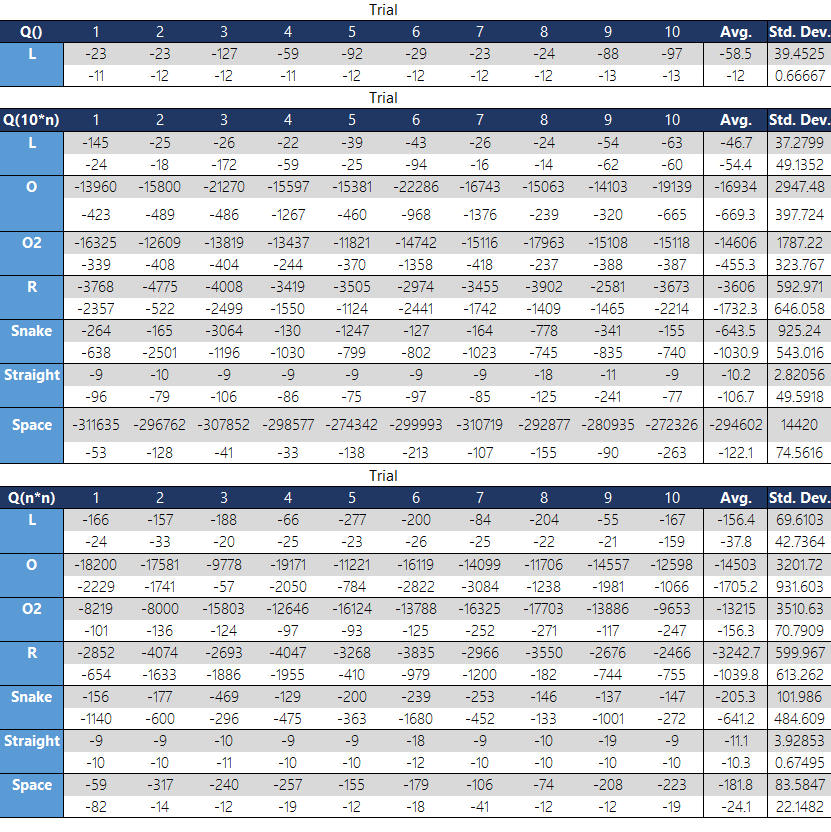 Trial
Q() 1 2 3 4 5 6 7 8 9 10 Avg. Std. Dev.
L -23 -23 -127 -59 -92 -29 -23 -24 -88 -97 -58.5 39.4525
-11 -12 -12 -11 -12 -12 -12 -12 -13 -13 -12 0.66667
Trial
Q(10*n) 1 2 3 4 5 6 7 8 9 10 Avg. Std. Dev.
L -145 -25 -26 -22 -39 -43 -26 -24 -54 -63 -46.7 37.2799
-24 -18 -172 -59 -25 -94 -16 -14 -62 -60 -54.4 49.1352
O -13960 -15800 -21270 -15597 -15381 -22286 -16743 -15063 -14103 -19139 -16934 2947.48
-423 -489 -486 -1267 -460 -968 -1376 -239 -320 -665 -669.3 397.724
O2 -16325 -12609 -13819 -13437 -11821 -14742 -15116 -17963 -15108 -15118 -14606 1787.22
-339 -408 -404 -244 -370 -1358 -418 -237 -388 -387 -455.3 323.767
R -3768 -4775 -4008 -3419 -3505 -2974 -3455 -3902 -2581 -3673 -3606 592.971
-2357 -522 -2499 -1550 -1124 -2441 -1742 -1409 -1465 -2214 -1732.3 646.058
Snake -264 -165 -3064 -130 -1247 -127 -164 -778 -341 -155 -643.5 925.24
-638 -2501 -1196 -1030 -799 -802 -1023 -745 -835 -740 -1030.9 543.016
Straight -9 -10 -9 -9 -9 -9 -9 -18 -11 -9 -10.2 2.82056
-96 -79 -106 -86 -75 -97 -85 -125 -241 -77 -106.7 49.5918
Space -311635 -296762 -307852 -298577 -274342 -299993 -310719 -292877 -280935 -272326 -294602 14420
-53 -128 -41 -33 -138 -213 -107 -155 -90 -263 -122.1 74.5616
Trial
Q(n*n) 1 2 3 4 5 6 7 8 9 10 Avg. Std. Dev.
L -166 -157 -188 -66 -277 -200 -84 -204 -55 -167 -156.4 69.6103
-24 -33 -20 -25 -23 -26 -25 -22 -21 -159 -37.8 42.7364
O -18200 -17581 -9778 -19171 -11221 -16119 -14099 -11706 -14557 -12598 -14503 3201.72
-2229 -1741 -57 -2050 -784 -2822 -3084 -1238 -1981 -1066 -1705.2 931.603
O2 -8219 -8000 -15803 -12646 -16124 -13788 -16325 -17703 -13886 -9653 -13215 3510.63
-101 -136 -124 -97 -93 -125 -252 -271 -117 -247 -156.3 70.7909
R -2852 -4074 -2693 -4047 -3268 -3835 -2966 -3550 -2676 -2466 -3242.7 599.967
-654 -1633 -1886 -1955 -410 -979 -1200 -182 -744 -755 -1039.8 613.262
Snake -156 -177 -469 -129 -200 -239 -253 -146 -137 -147 -205.3 101.986
-1140 -600 -296 -475 -363 -1680 -452 -133 -1001 -272 -641.2 484.609
Straight -9 -9 -10 -9 -9 -18 -9 -10 -19 -9 -11.1 3.92853
-10 -10 -11 -10 -10 -12 -10 -10 -10 -10 -10.3 0.67495
Space -59 -317 -240 -257 -155 -179 -106 -74 -208 -223 -181.8 83.5847
-82 -14 -12 -19 -12 -18 -41 -12 -12 -19 -24.1 22.1482